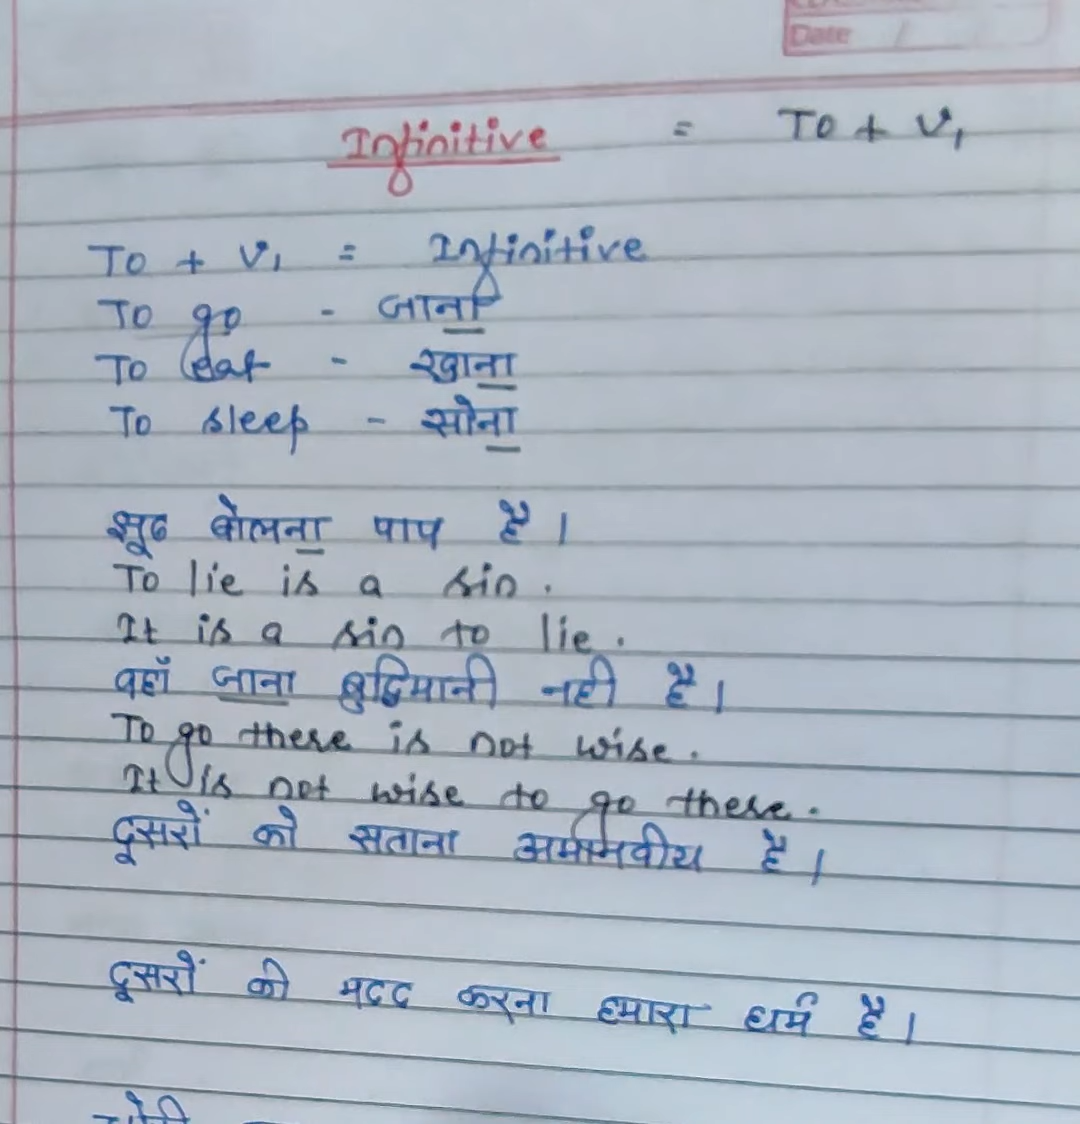 Date /
Infinitive = To + V1
To + V1 = Infinitive
To go - जाना
To eat - खाना
To sleep - सोना
झूठ बोलना पाप है।
To lie is a sin.
It is a sin to lie.
वहाँ जाना बुद्धिमानी नही है।
To go there is not wise.
It is not wise to go there.
दूसरों को सताना अमानवीय है।
दूसरों की मदद करना हमारा धर्म है।